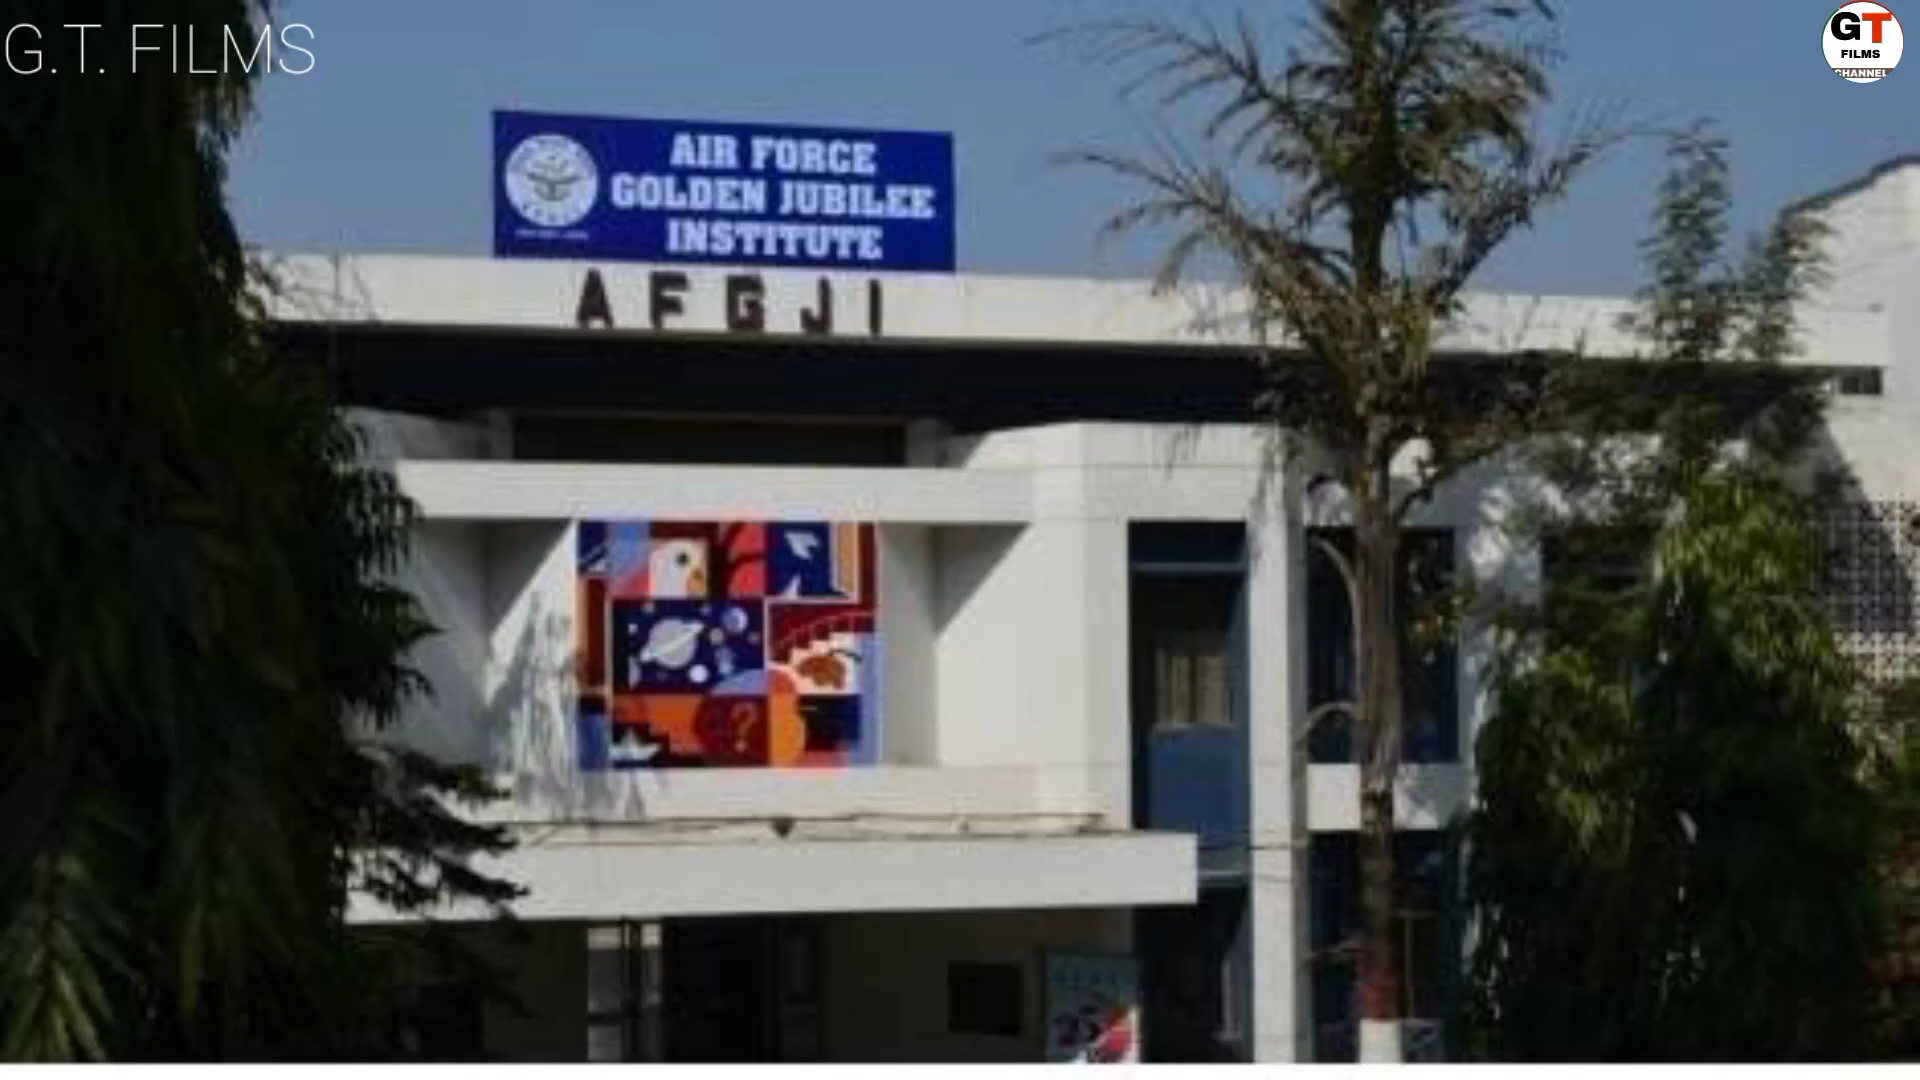 G.T. FILMS
GT
FILMS
CHANNEL
AIR FORCE
GOLDEN JUBILEE
INSTITUTE
AFGJI
?